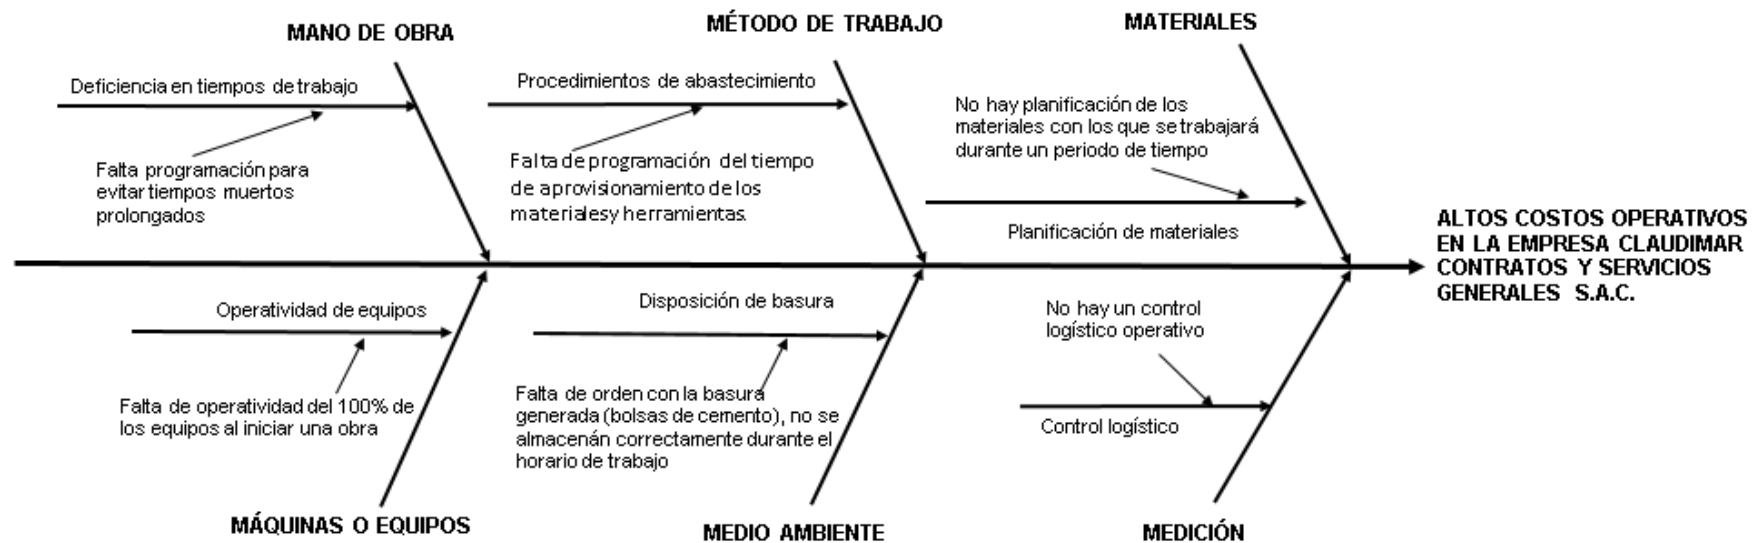 MANO DE OBRA
Deficiencia en tiempos de trabajo
Falta programación para
evitar tiempos muertos
prolongados
MÉTODO DE TRABAJO
Procedimientos de abastecimiento
Falta de programación del tiempo
de aprovisionamiento de los
materiales y herramientas.
MATERIALES
No hay planificación de los
materiales con los que se trabajará
durante un periodo de tiempo
Planificación de materiales
ALTOS COSTOS OPERATIVOS
EN LA EMPRESA CLAUDIMAR
CONTRATOS Y SERVICIOS
GENERALES S.A.C.
Operatividad de equipos
Falta de operatividad del 100% de
los equipos al iniciar una obra
MÁQUINAS O EQUIPOS
Disposición de basura
Falta de orden con la basura
generada (bolsas de cemento), no se
almacenán correctamente durante el
horario de trabajo
MEDIO AMBIENTE
No hay un control
logístico operativo
Control logístico
MEDICIÓN